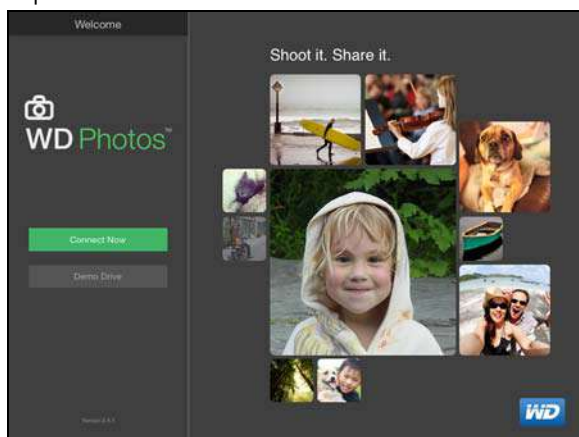 Welcome
Shoot it. Share it.
WD Photos™
Connect Now
Demo Drive
WD